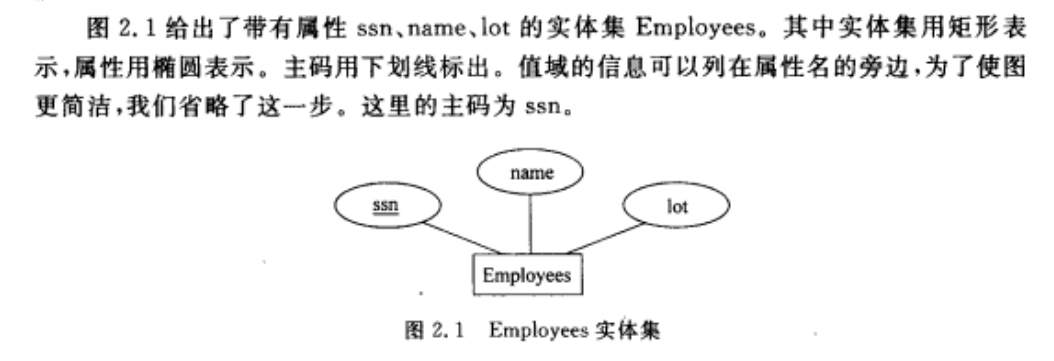 图 2.1 给出了带有属性 ssn、name、lot 的实体集 Employees。其中实体集用矩形表
示,属性用椭圆表示。主码用下划线标出。值域的信息可以列在属性名的旁边,为了使图
更简洁,我们省略了这一步。这里的主码为 ssn。
name
ssn
lot
Employees
图 2.1 Employees 实体集